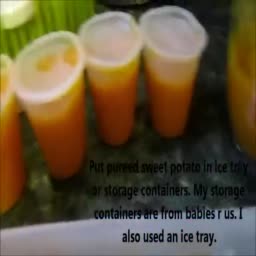 Put pureed sweet potato in ice tray
or storage containers. My storage
containers are from babies r us. I
also used an ice tray.